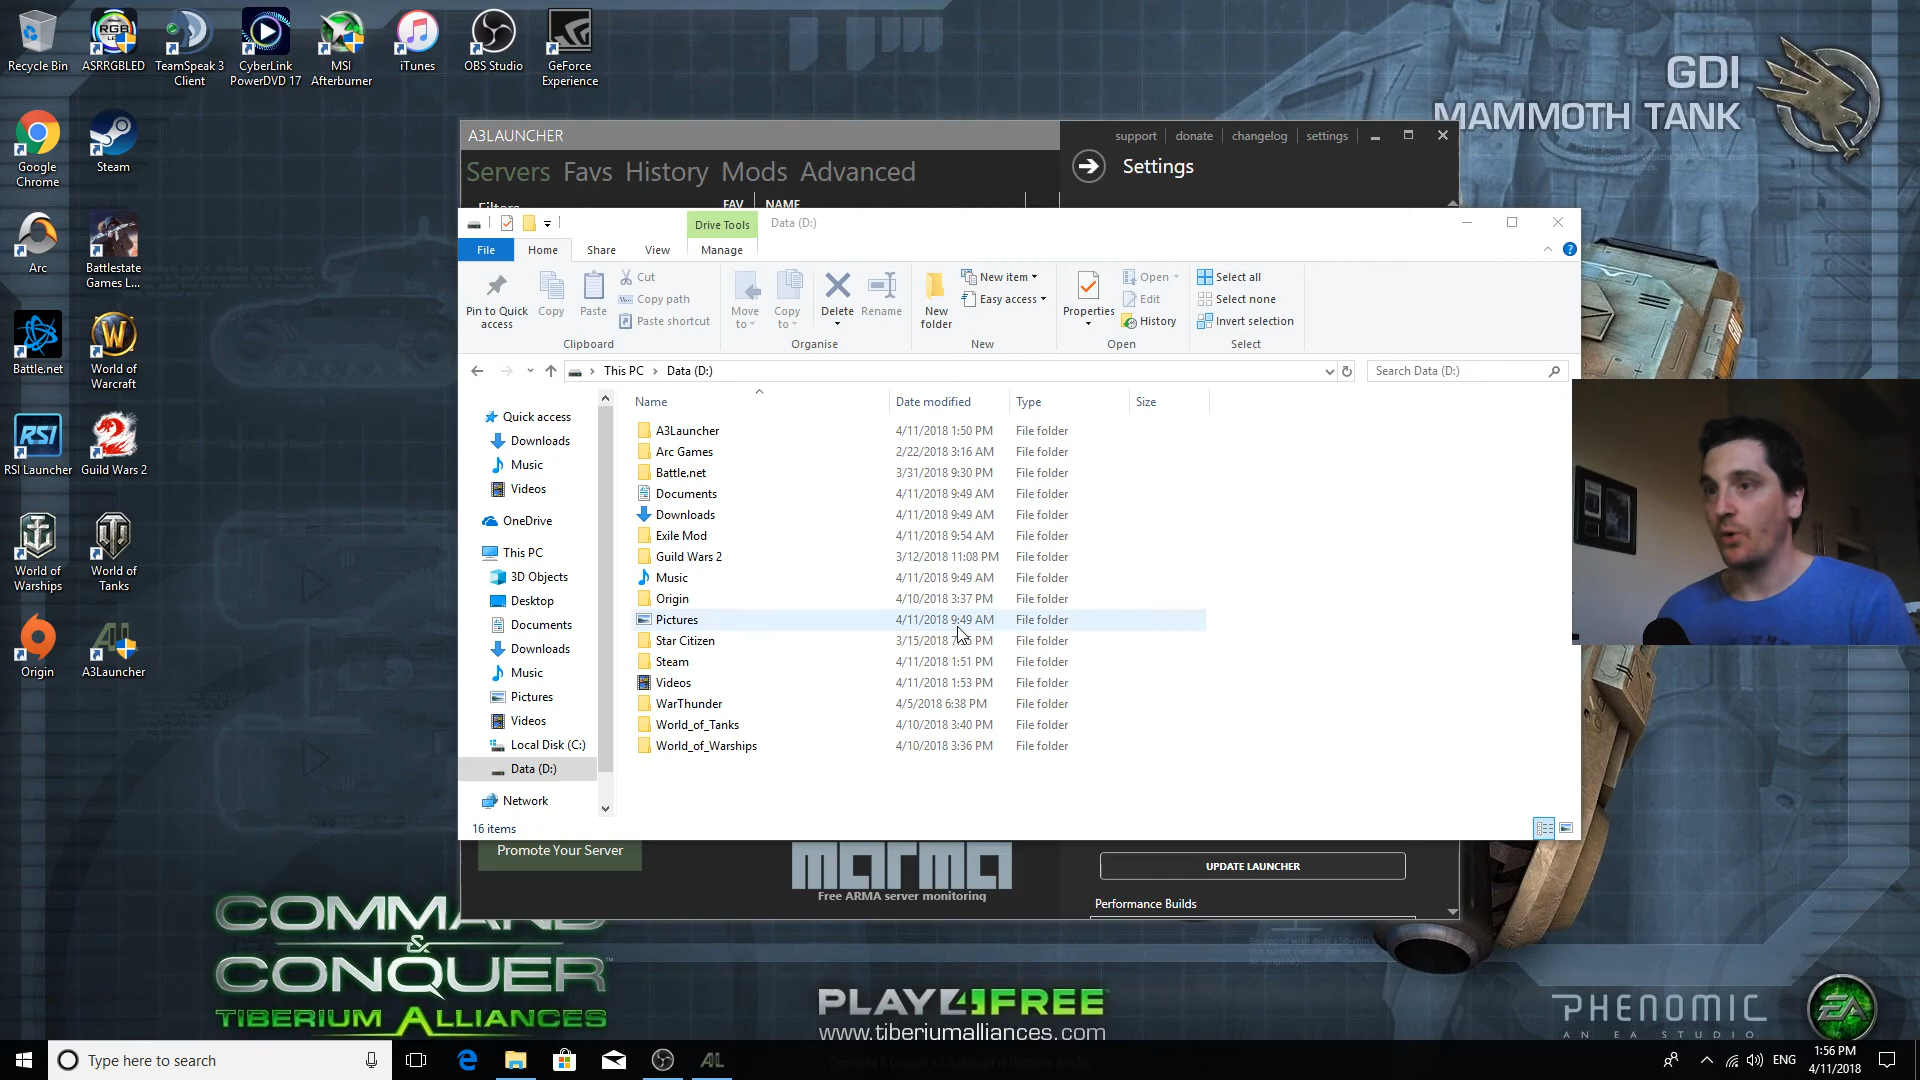 Recycle Bin
ASRRGBLED
TeamSpeak 3
Client
CyberLink
PowerDVD 17
MSI
Afterburner
iTunes
OBS Studio
GeForce
Experience
GDI
MAMMOTH TANK
Google
Chrome
Steam
Arc
Battlestate
Games L...
Battle.net
World of
Warcraft
RSI Launcher
Guild Wars 2
World of
Warships
World of
Tanks
Origin
A3Launcher
A3LAUNCHER
support
donate
changelog
settings
Servers Favs History Mods Advanced
Settings
Filters
FAV
NAME
Drive Tools
Data (D:)
File
Home
Share
View
Manage
Pin to Quick
access
Copy
Paste
Cut
Copy path
Paste shortcut
Clipboard
Move
to
Copy
to
Delete
Rename
Organise
New
folder
New item
Easy access
New
Properties
Open
Edit
History
Open
Select all
Select none
Invert selection
Select
This PC
Data (D:)
Search Data (D:)
Quick access
Downloads
Music
Videos
OneDrive
This PC
3D Objects
Desktop
Documents
Downloads
Music
Pictures
Videos
Local Disk (C:)
Data (D:)
Network
Name Date modified Type Size
A3Launcher 4/11/2018 1:50 PM File folder
Arc Games 2/22/2018 3:16 AM File folder
Battle.net 3/31/2018 9:30 PM File folder
Documents 4/11/2018 9:49 AM File folder
Downloads 4/11/2018 9:49 AM File folder
Exile Mod 4/11/2018 9:54 AM File folder
Guild Wars 2 3/12/2018 11:08 PM File folder
Music 4/11/2018 9:49 AM File folder
Origin 4/10/2018 3:37 PM File folder
Pictures 4/11/2018 9:49 AM File folder
Star Citizen 3/15/2018 PM File folder
Steam 4/11/2018 1:51 PM File folder
Videos 4/11/2018 1:53 PM File folder
WarThunder 4/5/2018 6:38 PM File folder
World_of_Tanks 4/10/2018 3:40 PM File folder
World_of_Warships 4/10/2018 3:36 PM File folder
16 items
Promote Your Server
marma
Free ARMA server monitoring
UPDATE LAUNCHER
Performance Builds
COMMAND
&
CONQUER
TIBERIUM ALLIANCES
PLAY4FREE
www.tiberiumalliances.com
PHENOMIC
AN EA STUDIO
EA
Type here to search
AL
ENG
1:56 PM
4/11/2018